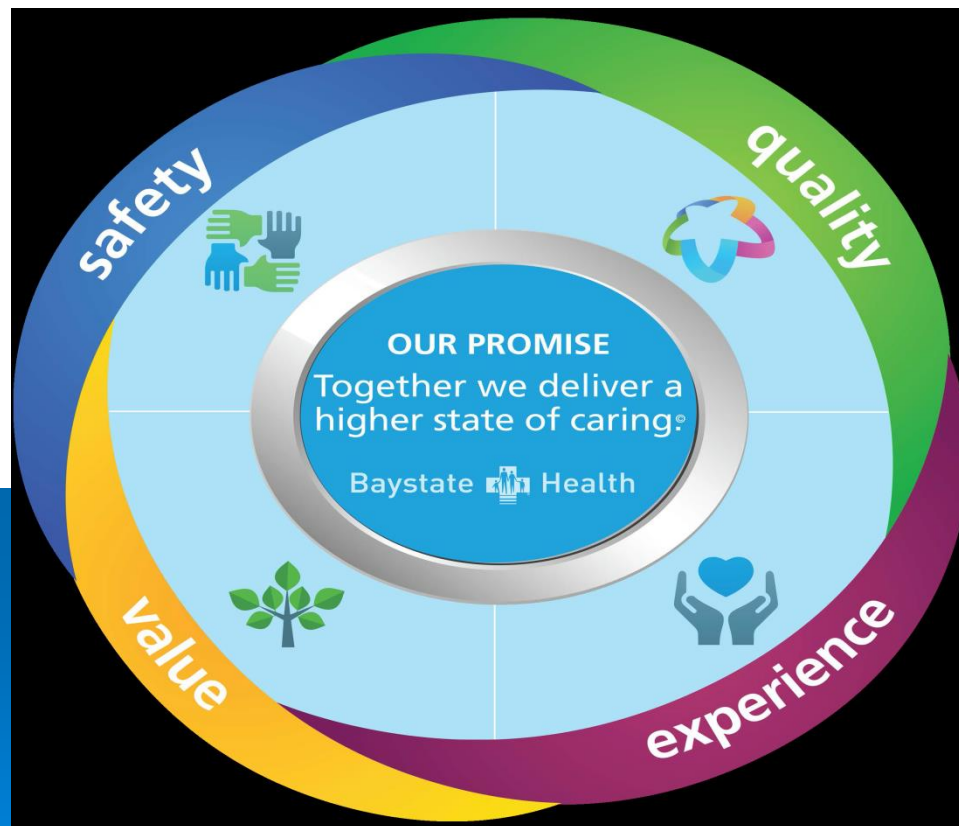 safety
quality
OUR PROMISE
Together we deliver a
higher state of caring.©
Baystate Health
value
experience